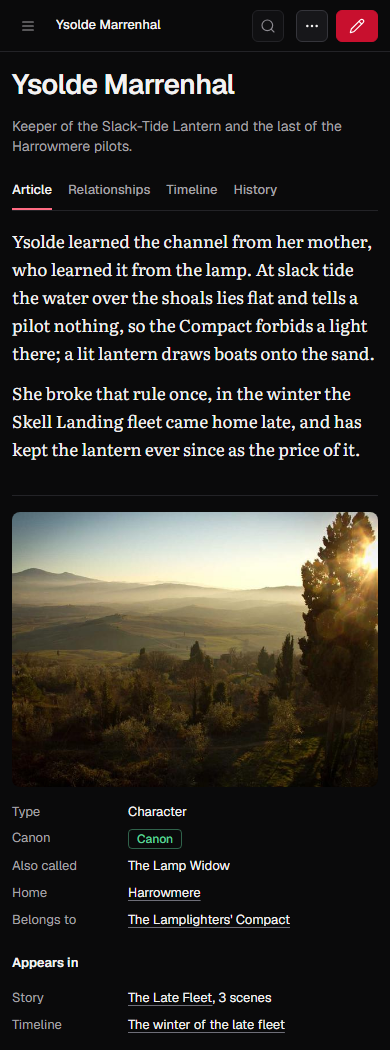 Ysolde Marrenhal
Ysolde Marrenhal
Keeper of the Slack-Tide Lantern and the last of the
Harrowmere pilots.
Article Relationships Timeline History
Ysolde learned the channel from her mother,
who learned it from the lamp. At slack tide
the water over the shoals lies flat and tells a
pilot nothing, so the Compact forbids a light
there; a lit lantern draws boats onto the sand.
She broke that rule once, in the winter the
Skell Landing fleet came home late, and has
kept the lantern ever since as the price of it.
Type Character
Canon Canon
Also called The Lamp Widow
Home Harrowmere
Belongs to The Lamplighters' Compact
Appears in
Story The Late Fleet, 3 scenes
Timeline The winter of the late fleet